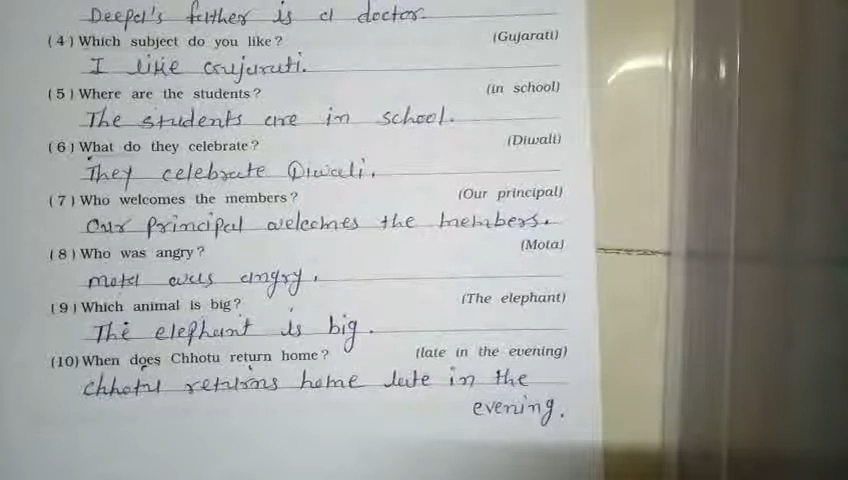 Deepa's father is a doctor.
(4) Which subject do you like? (Gujarati)
I like Gujarati.
(5) Where are the students? (in school)
The students are in school.
(6) What do they celebrate? (Diwali)
They celebrate Diwali.
(7) Who welcomes the members? (Our principal)
Our principal welcomes the members.
(8) Who was angry? (Mota)
Mota was angry.
(9) Which animal is big? (The elephant)
The elephant is big.
(10) When does Chhotu return home? (late in the evening)
Chhotu returns home late in the
evening.